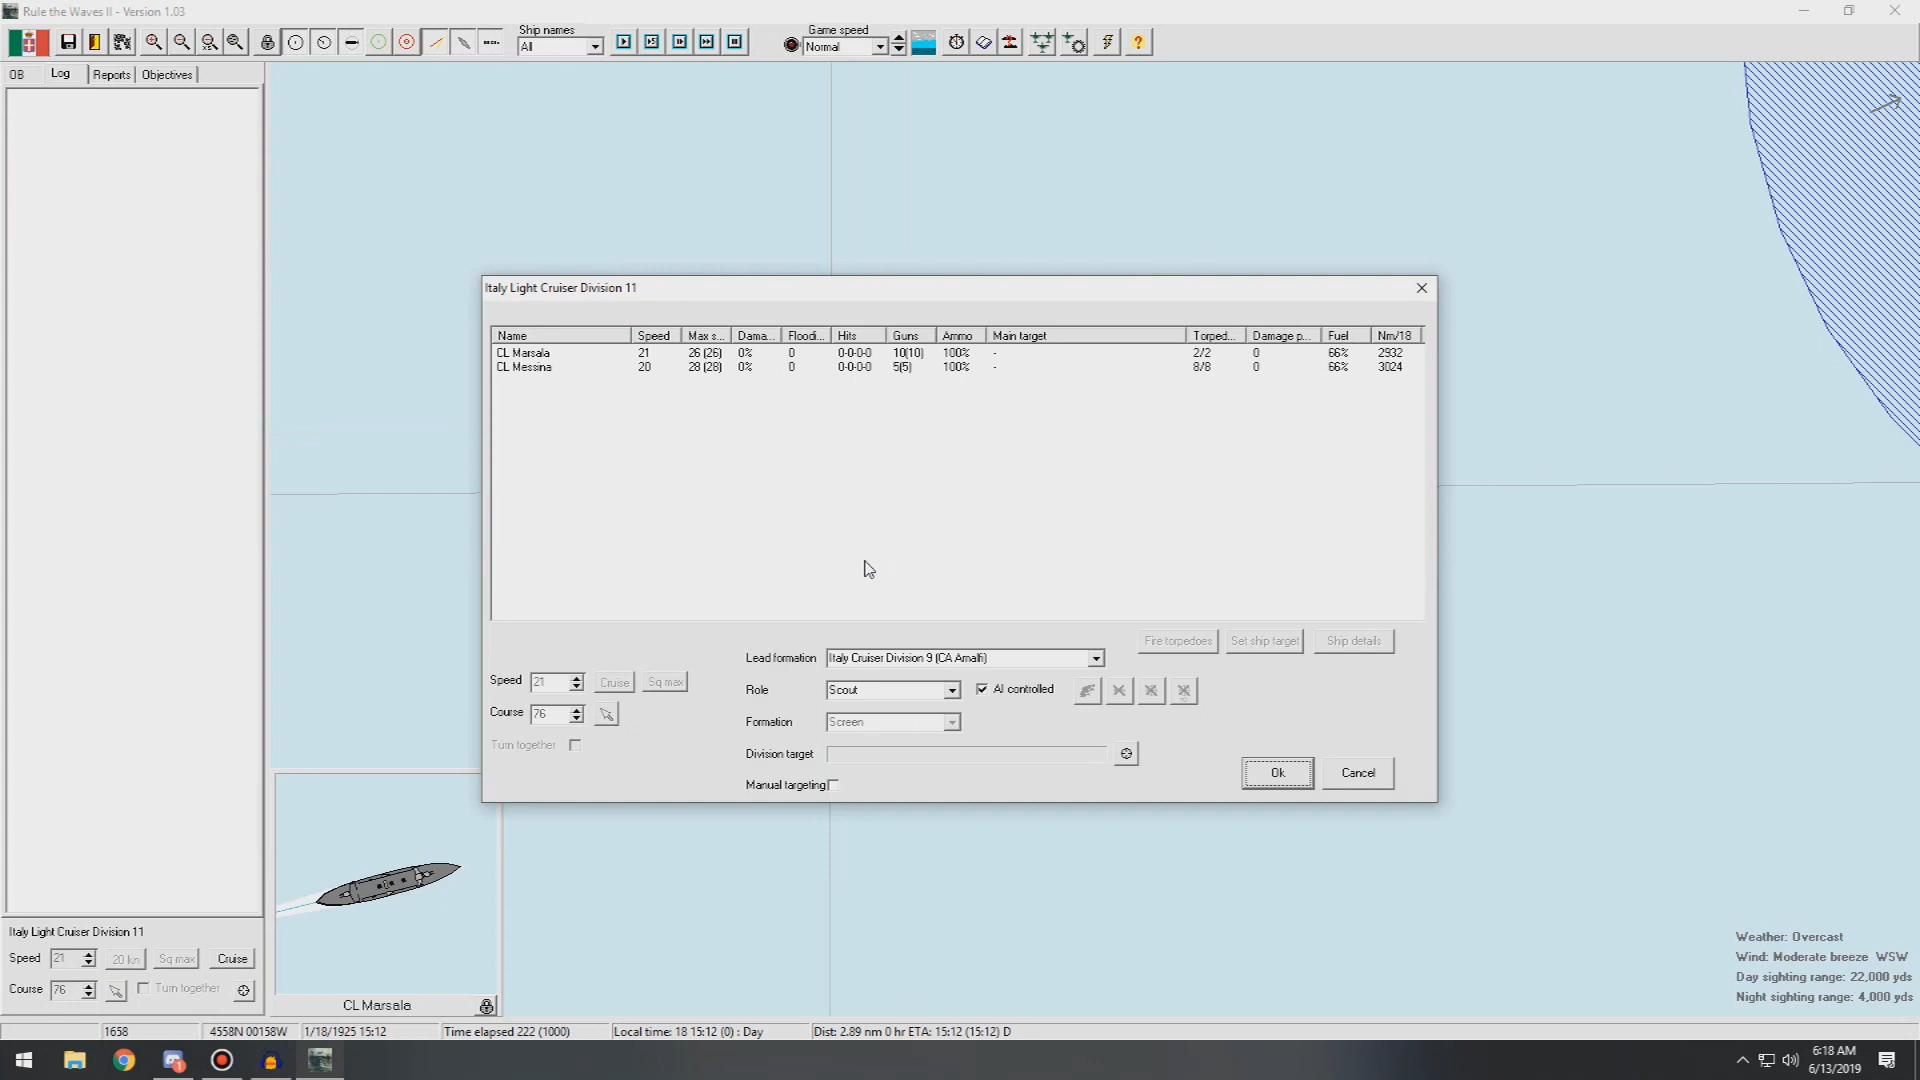 Rule the Waves II - Version 1.03
Ship names
All
Game speed
Normal
OB Log Reports Objectives
Italy Light Cruiser Division 11
Name Speed Max s... Dama... Floodi... Hits Guns Ammo Main target Torped... Damage p... Fuel Nm/18
CL Marsala 21 26 (26) 0% 0 0-0-0-0 10(10) 100% - 2/2 0 66% 2932
CL Messina 20 28 (28) 0% 0 0-0-0-0 5(5) 100% - 8/8 0 66% 3024
Fire torpedoes Set ship target Ship details
Lead formation Italy Cruiser Division 9 (CA Amalfi)
Speed 21 Cruise Sq max
Role Scout AI controlled
Course 76
Formation Screen
Turn together
Division target
Manual targeting
Ok Cancel
Italy Light Cruiser Division 11
Speed 21 20 kn Sq max Cruise
Course 76 Turn together
CL Marsala
Weather: Overcast
Wind: Moderate breeze WSW
Day sighting range: 22,000 yds
Night sighting range: 4,000 yds
1658 4558N 00158W 1/18/1925 15:12 Time elapsed 222 (1000) Local time: 18 15:12 (0) : Day Dist: 2.89 nm 0 hr ETA: 15:12 (15:12) D
6:18 AM
6/13/2019